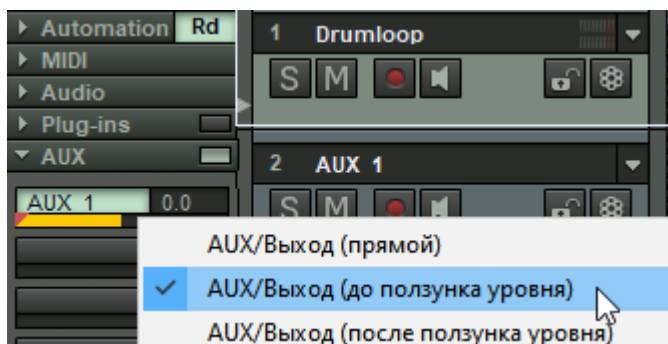 Automation Rd
MIDI
Audio
Plug-ins
AUX
AUX 1 0.0
1 Drumloop
S M
2 AUX 1
S M
AUX/Выход (прямой)
AUX/Выход (до ползунка уровня)
AUX/Выход (после ползунка уровня)